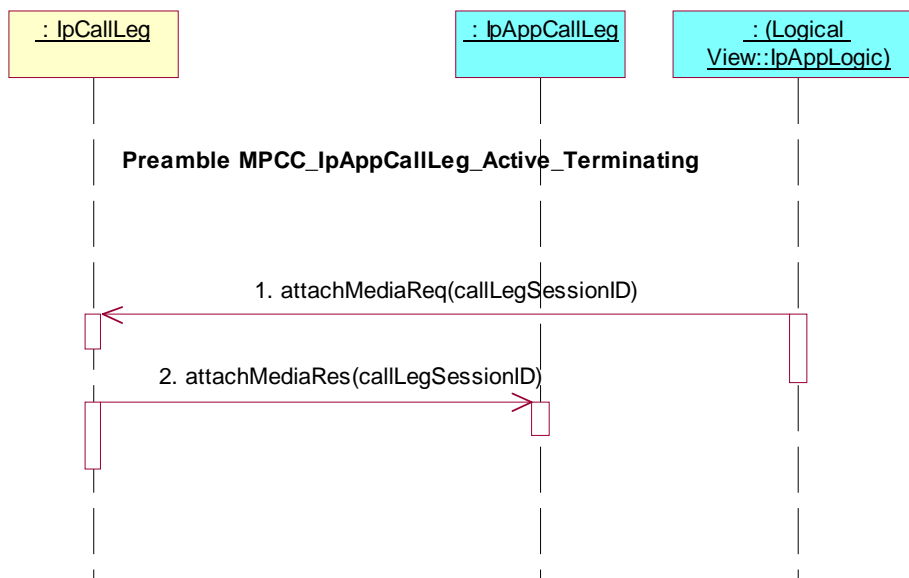 : IpCallLeg
: IpAppCallLeg
: (Logical
View::IpAppLogic)
Preamble MPCC_IpAppCallLeg_Active_Terminating
1. attachMediaReq(callLegSessionID)
2. attachMediaRes(callLegSessionID)